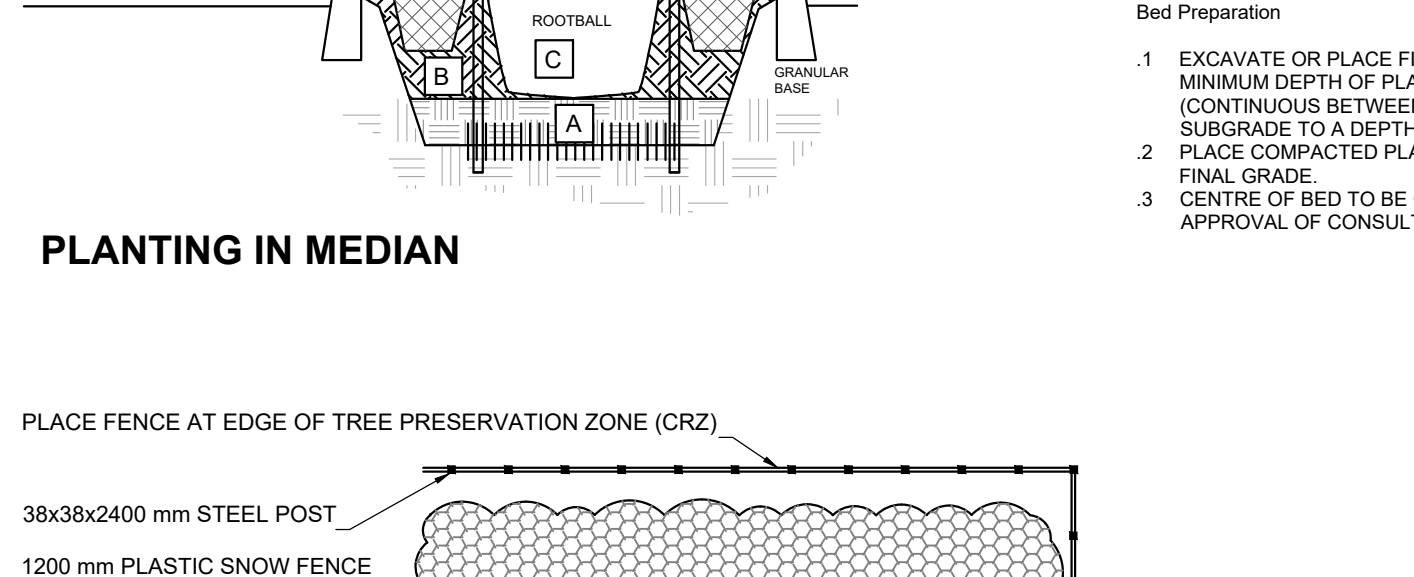 ROOTBALL
C
B
GRANULAR
BASE
A
PLANTING IN MEDIAN
Bed Preparation
.1 EXCAVATE OR PLACE
MINIMUM DEPTH OF
(CONTINUOUS
SUBGRADE TO A DEPTH
.2 PLACE COMPACTED
FINAL GRADE.
.3 CENTRE OF BED TO BE
APPROVAL OF
PLACE FENCE AT EDGE OF TREE PRESERVATION ZONE (CRZ)
38x38x2400 mm STEEL POST
1200 mm PLASTIC SNOW FENCE